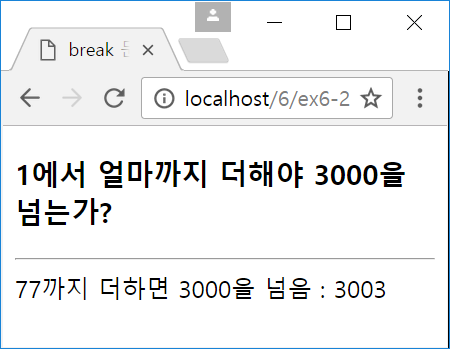 break
localhost/6/ex6-2
1에서 얼마까지 더해야 3000을
넘는가?
77까지 더하면 3000을 넘음 : 3003